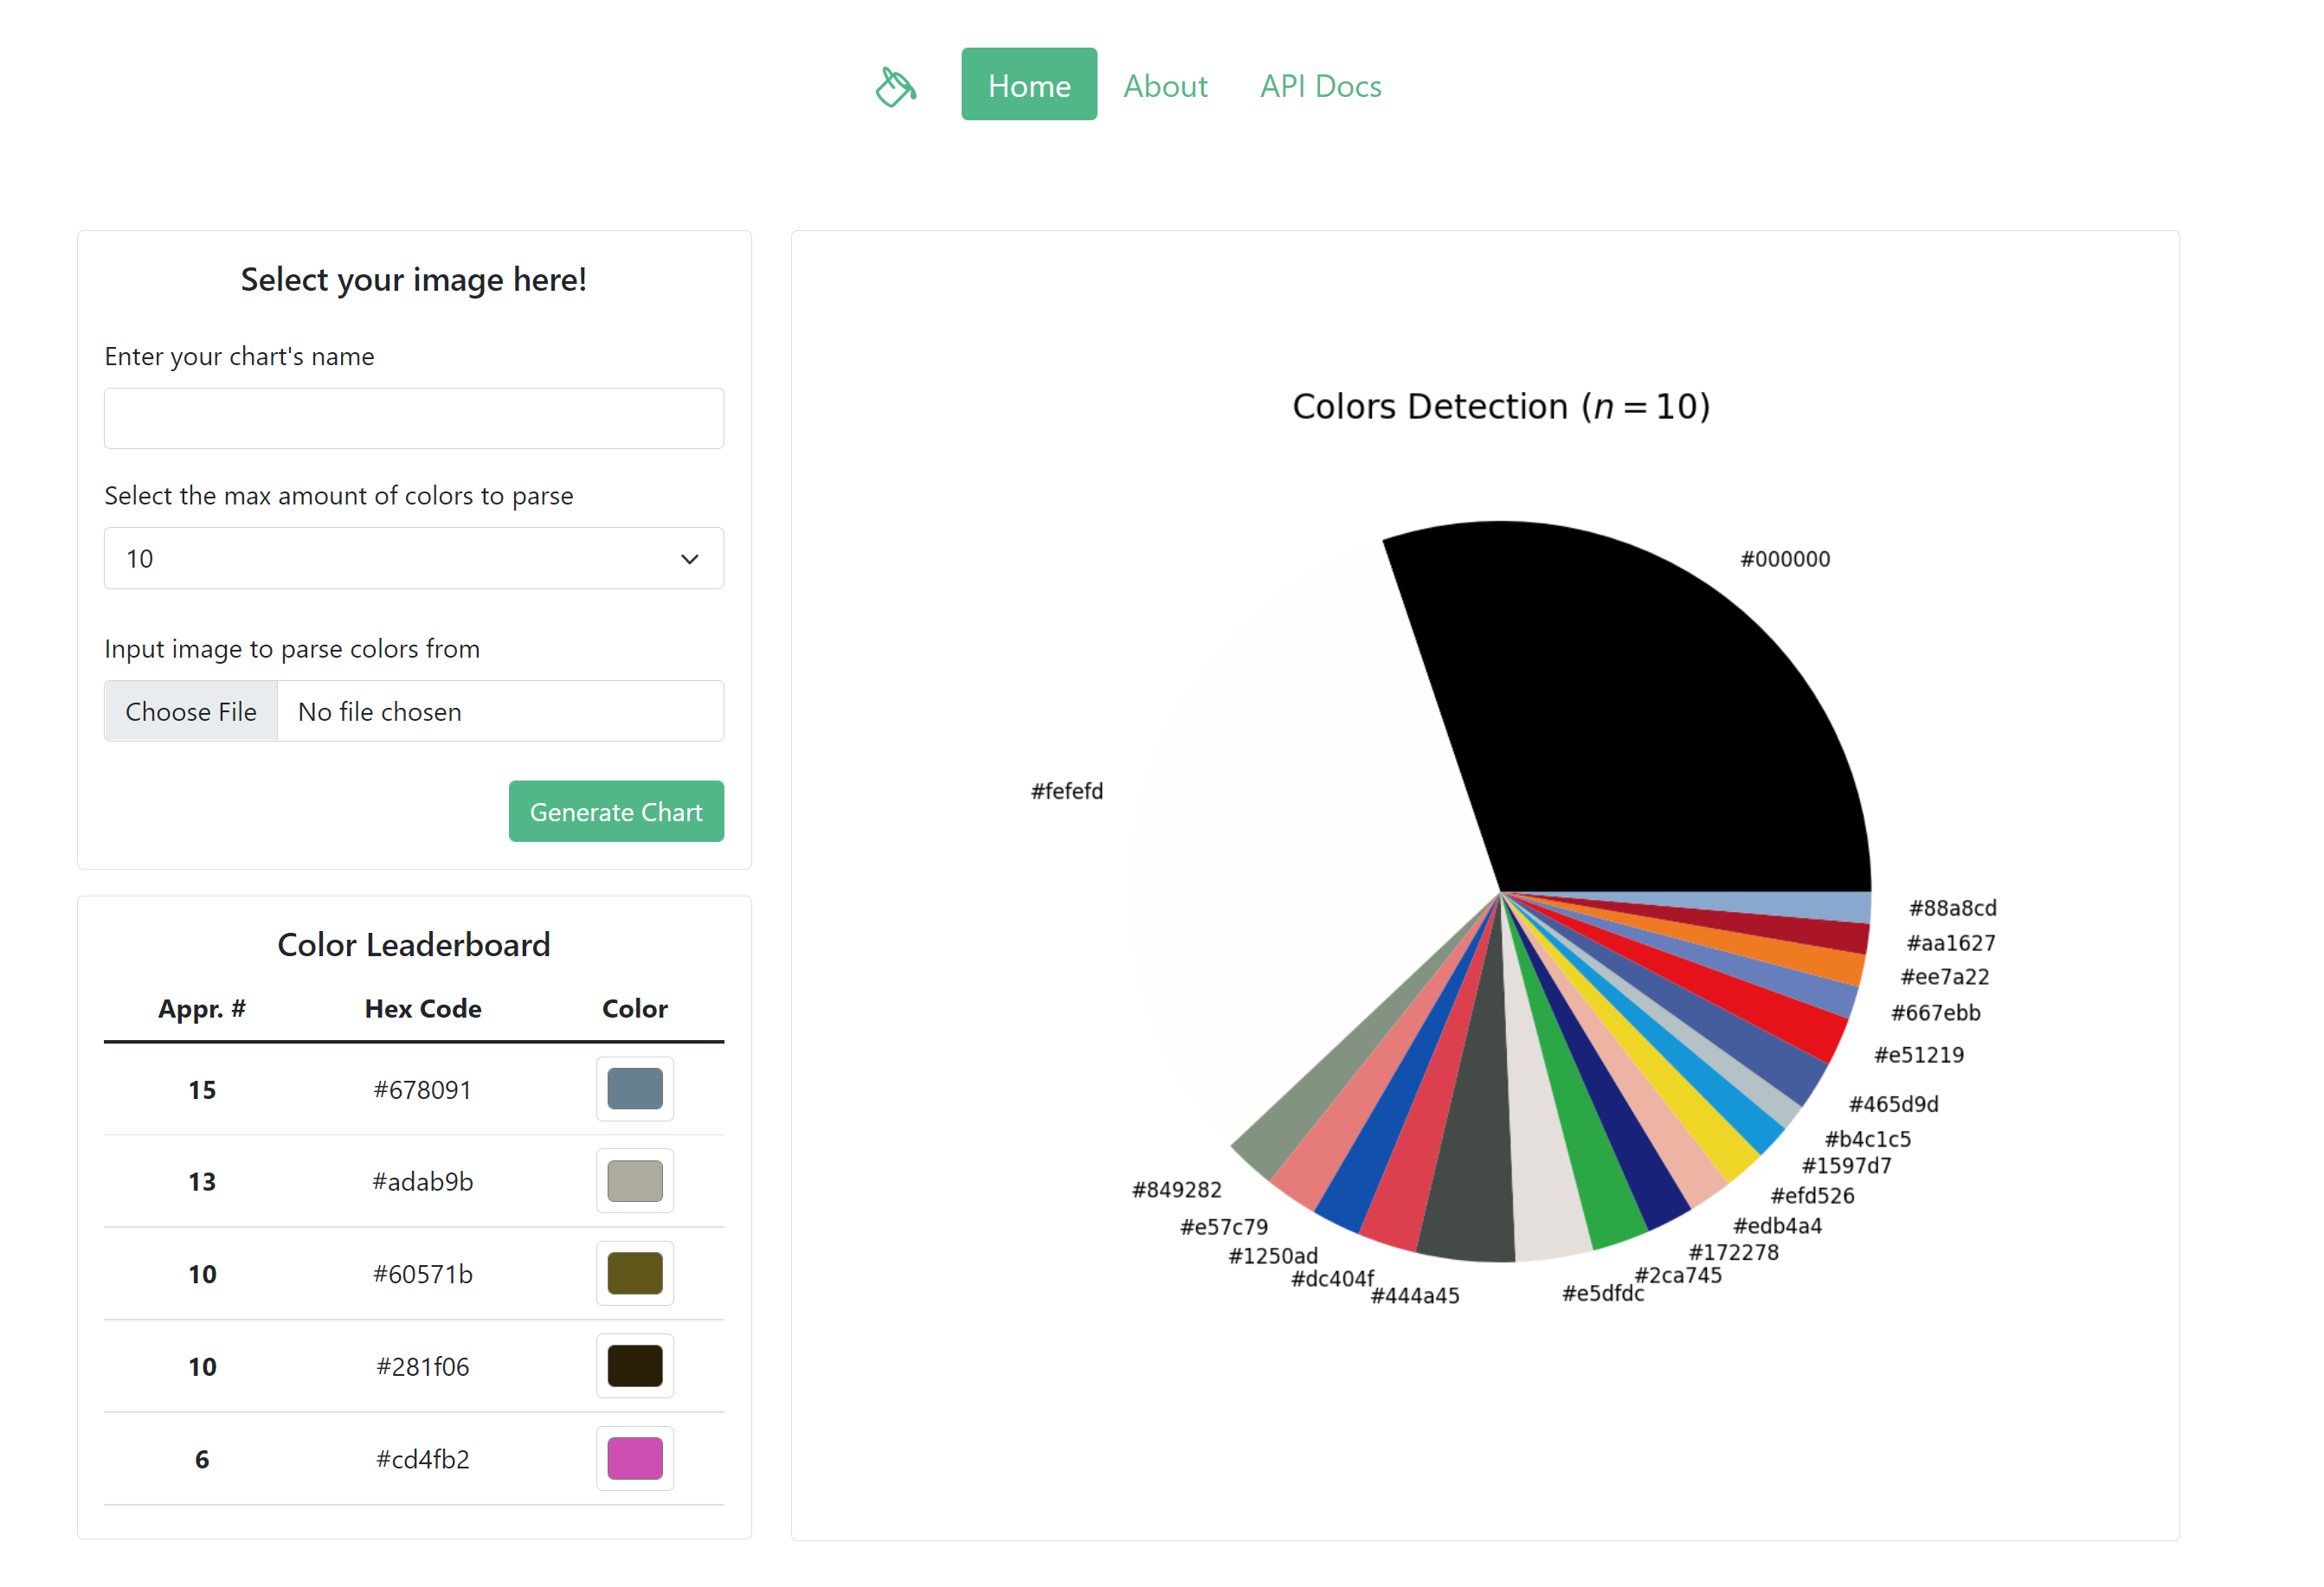 Home About API Docs
Select your image here!
Enter your chart's name
Select the max amount of colors to parse
10
Input image to parse colors from
Choose File No file chosen
Generate Chart
Color Leaderboard
Appr. # Hex Code Color
15 #678091
13 #adab9b
10 #60571b
10 #281f06
6 #cd4fb2
Colors Detection (n = 10)
#000000
#fefefd
#849282
#e57c79
#1250ad
#dc404f
#444a45
#e5dfdc
#2ca745
#172278
#edb4a4
#efd526
#1597d7
#b4c1c5
#465d9d
#e51219
#667ebb
#ee7a22
#aa1627
#88a8cd